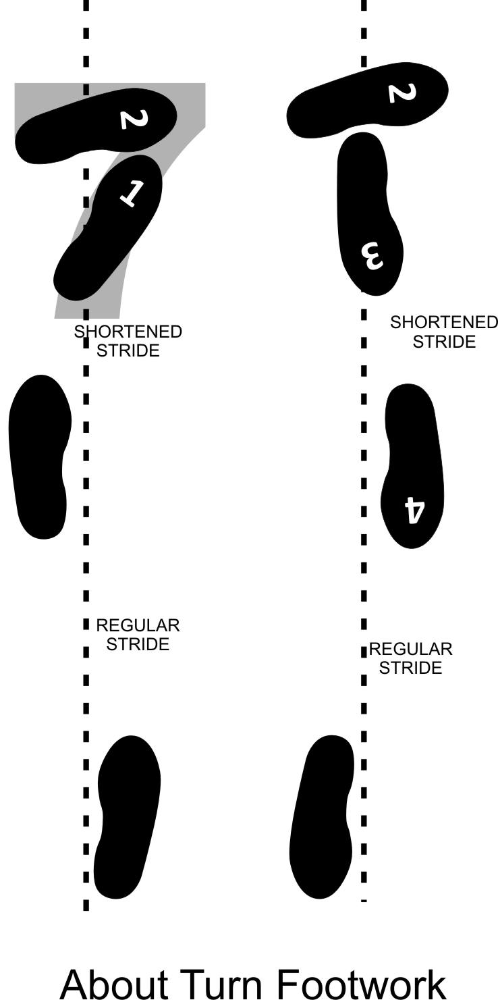 2
1
SHORTENED
STRIDE
REGULAR
STRIDE
2
3
SHORTENED
STRIDE
4
REGULAR
STRIDE
About Turn Footwork